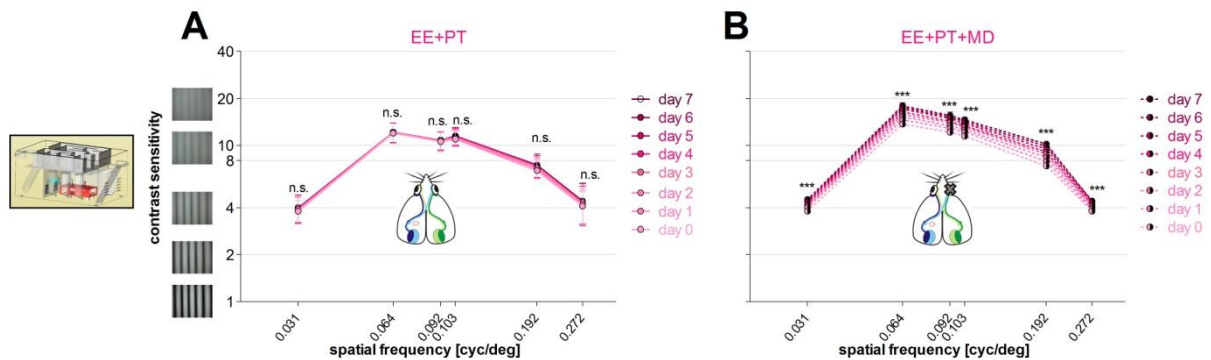 A
EE+PT
contrast sensitivity
40
20
10
8
4
2
1
n.s.
n.s.
n.s.
n.s.
n.s.
n.s.
0.031
0.064
0.092
0.103
0.192
0.272
spatial frequency [cyc/deg]
day 7
day 6
day 5
day 4
day 3
day 2
day 1
day 0
B
EE+PT+MD
***
***
***
***
***
***
0.031
0.064
0.092
0.103
0.192
0.272
spatial frequency [cyc/deg]
day 7
day 6
day 5
day 4
day 3
day 2
day 1
day 0